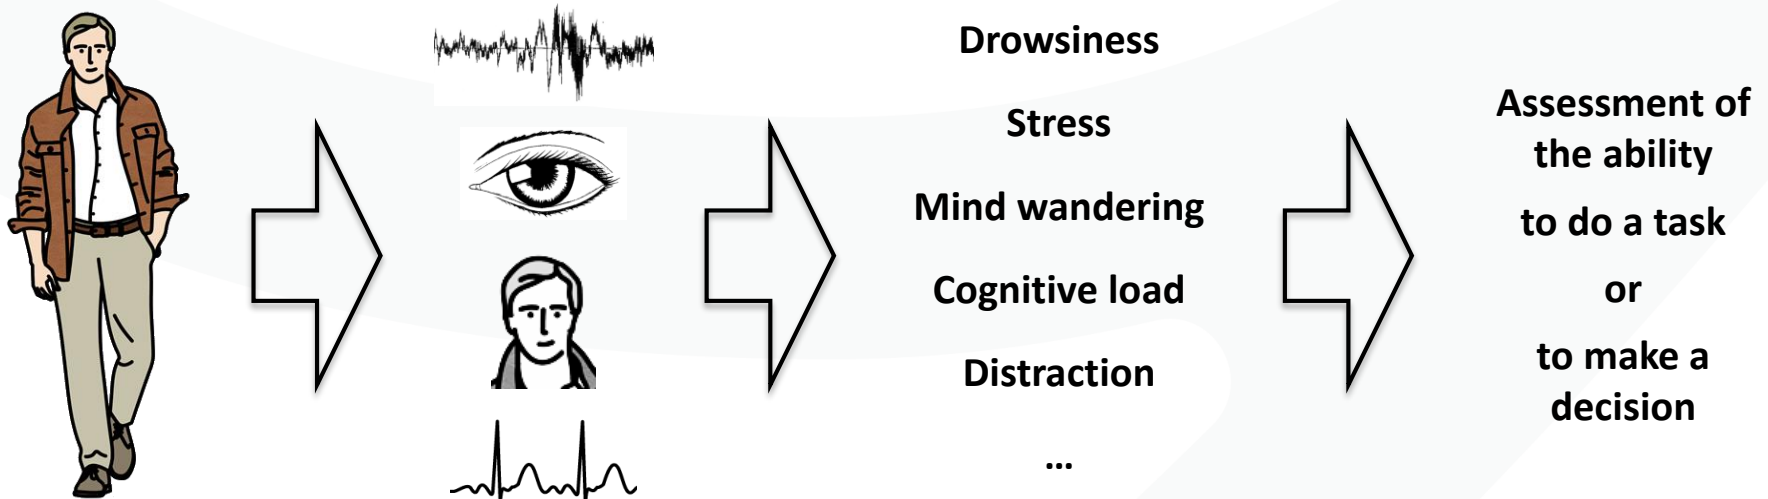 Drowsiness
Stress
Mind wandering
Cognitive load
Distraction
...
Assessment of
the ability
to do a task
or
to make a
decision